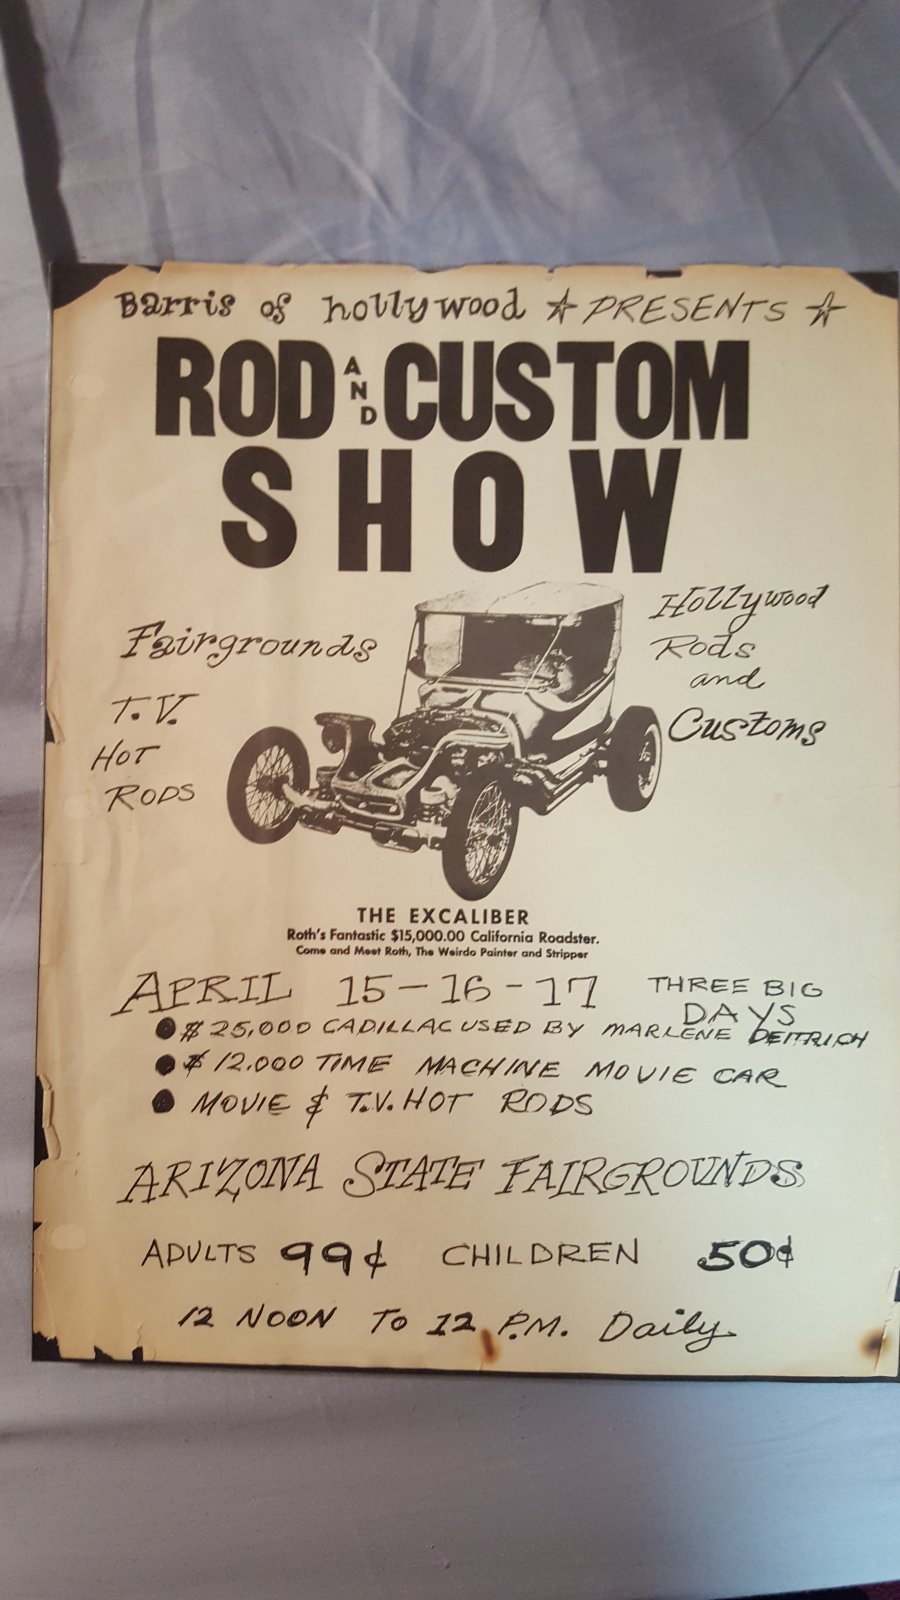 Barris of hollywood ☆ PRESENTS ☆
ROD AND CUSTOM
SHOW
Fairgrounds
T.V.
HOT
RODS
Hollywood
Rods
and
Customs
THE EXCALIBER
Roth's Fantastic $15,000.00 California Roadster.
Come and Meet Roth, The Weirdo Painter and Stripper
APRIL 15-16-17 THREE BIG
DAYS
● $25,000 CADILLAC USED BY MARLENE DEITRICH
● $12.000 TIME MACHINE MOVIE CAR
● MOVIE & T.V. HOT RODS
ARIZONA STATE FAIRGROUNDS
ADULTS 99¢ CHILDREN .50¢
12 NOON TO 12 P.M. Daily